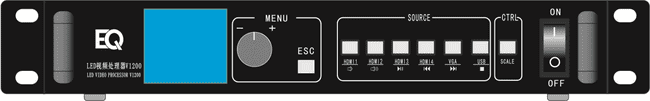 EQ
LED视频处理器V1200
LED VIDEO PROCESSOR V1200
MENU
− +
ESC
SOURCE
HDMI1 HDMI2 HDMI3 HDMI4 VGA USB
CTRL
SCALE
ON
OFF